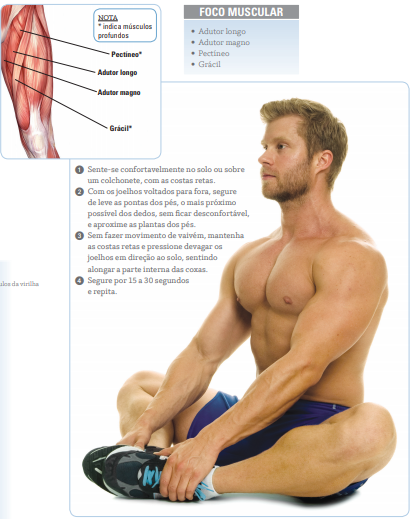 NOTA
* indica músculos
profundos
Pectíneo*
Adutor longo
Adutor magno
Grácil*
FOCO MUSCULAR
• Adutor longo
• Adutor magno
• Pectíneo
• Grácil
1 Sente-se confortavelmente no solo ou sobre
um colchonete, com as costas retas.
2 Com os joelhos voltados para fora, segure
de leve as pontas dos pés, o mais próximo
possível dos dedos, sem ficar desconfortável,
e aproxime as plantas dos pés.
3 Sem fazer movimento de vaivém, mantenha
as costas retas e pressione devagar os
joelhos em direção ao solo, sentindo
alongar a parte interna das coxas.
4 Segure por 15 a 30 segundos
e repita.
da virilha